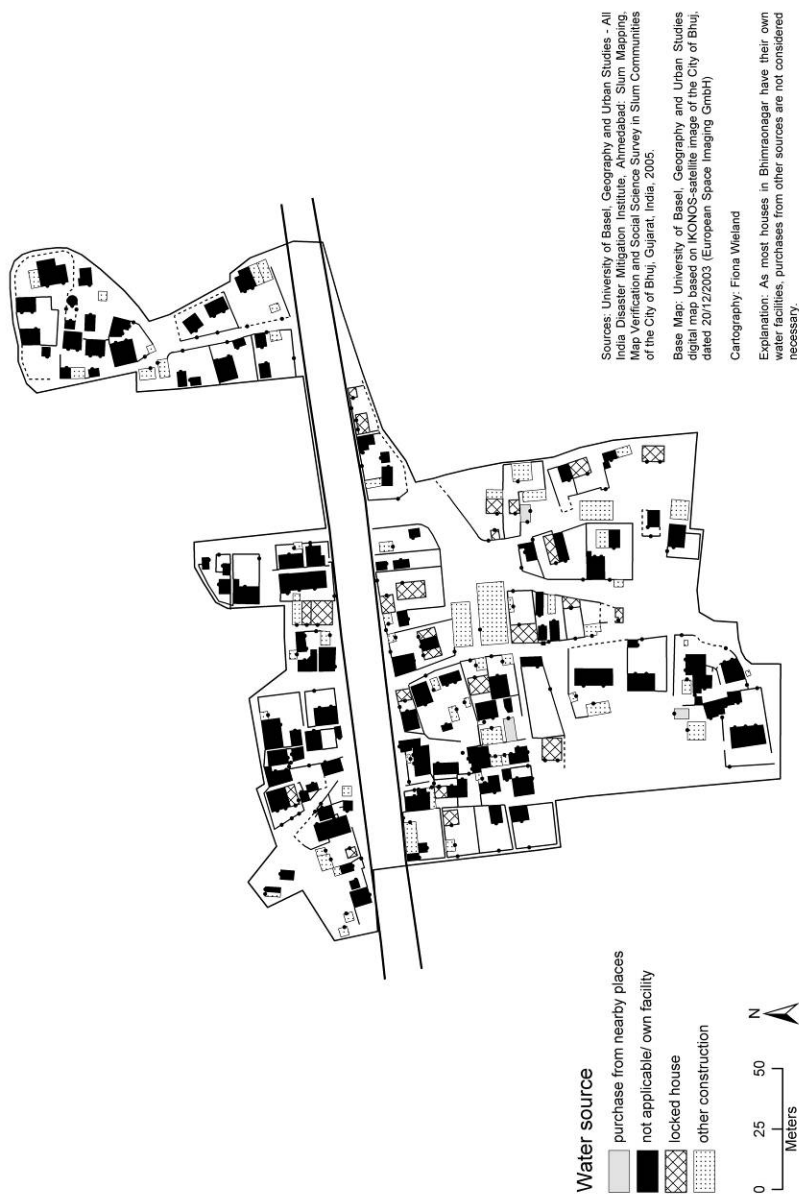 Water source
purchase from nearby places
not applicable/ own facility
locked house
other construction
N
0 25 50
Meters
Sources: University of Basel, Geography and Urban Studies - All
India Disaster Mitigation Institute, Ahmedabad: Slum Mapping,
Map Verification and Social Science Survey in Slum Communities
of the City of Bhuj, Gujarat, India, 2005.
Base Map: University of Basel, Geography and Urban Studies
digital map based on IKONOS-satellite image of the City of Bhuj,
dated 20/12/2003 (European Space Imaging GmbH)
Cartography: Fiona Wieland
Explanation: As most houses in Bhimraonagar have their own
water facilities, purchases from other sources are not considered
necessary.